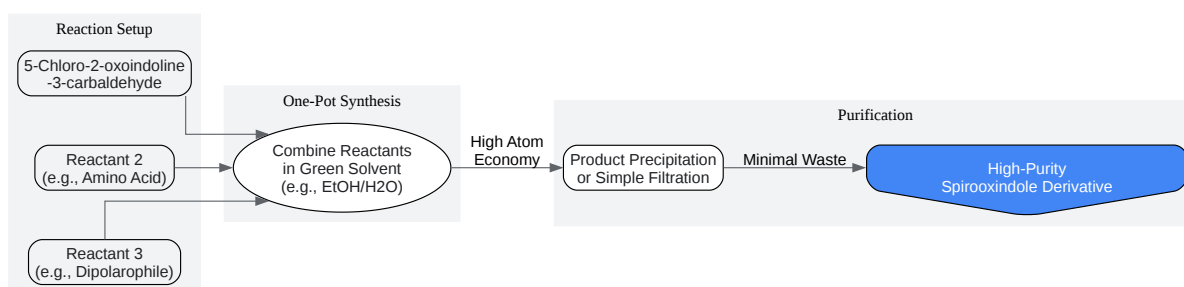 Reaction Setup
5-Chloro-2-oxoindoline
-3-carbaldehyde
Reactant 2
(e.g., Amino Acid)
Reactant 3
(e.g., Dipolarophile)
One-Pot Synthesis
Combine Reactants
in Green Solvent
(e.g., EtOH/H2O)
High Atom
Economy
Purification
Product Precipitation
or Simple Filtration
Minimal Waste
High-Purity
Spirooxindole Derivative